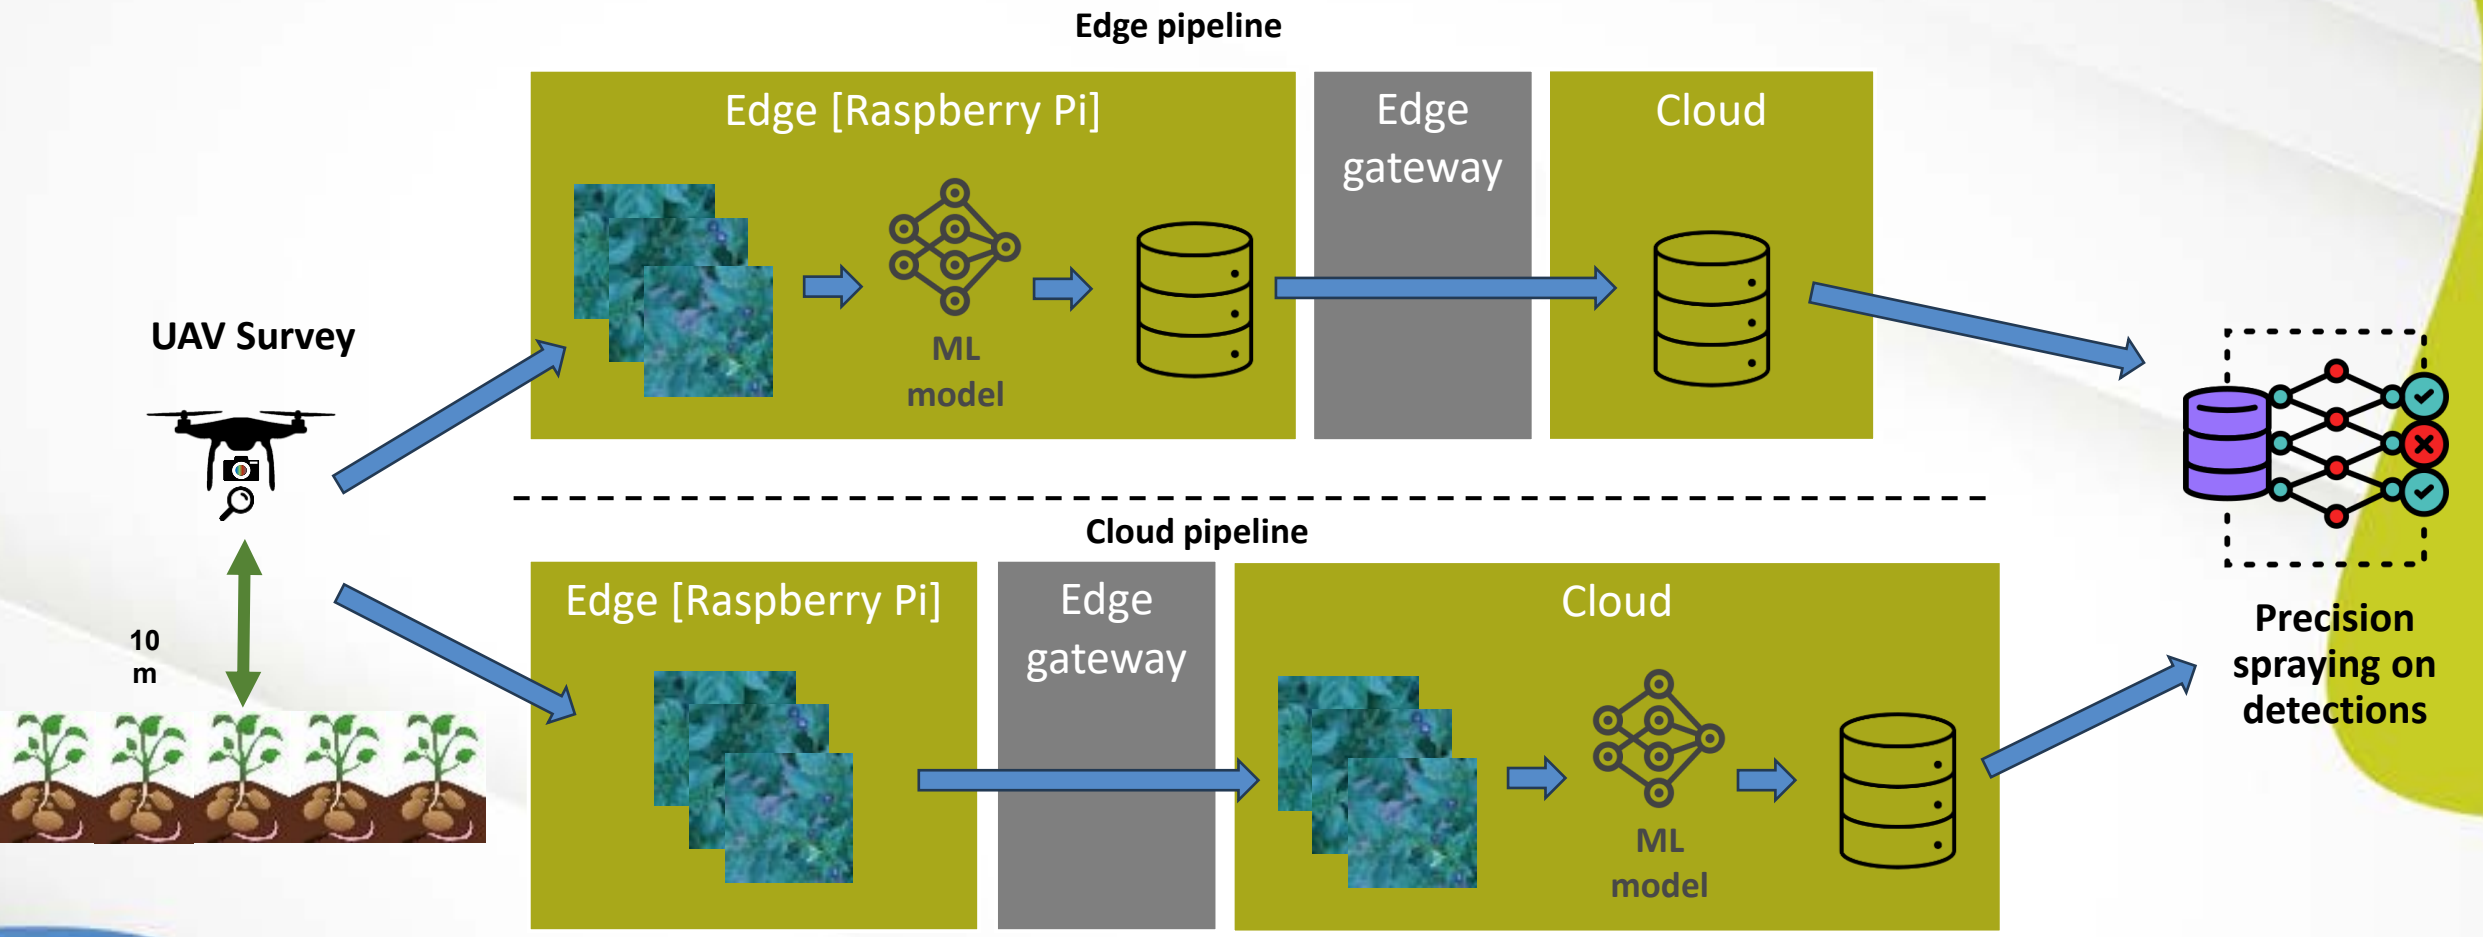 Edge pipeline
Edge [Raspberry Pi]
Edge
gateway
Cloud
ML
model
UAV Survey
10
m
Cloud pipeline
Edge [Raspberry Pi]
Edge
gateway
Cloud
ML
model
Precision
spraying on
detections